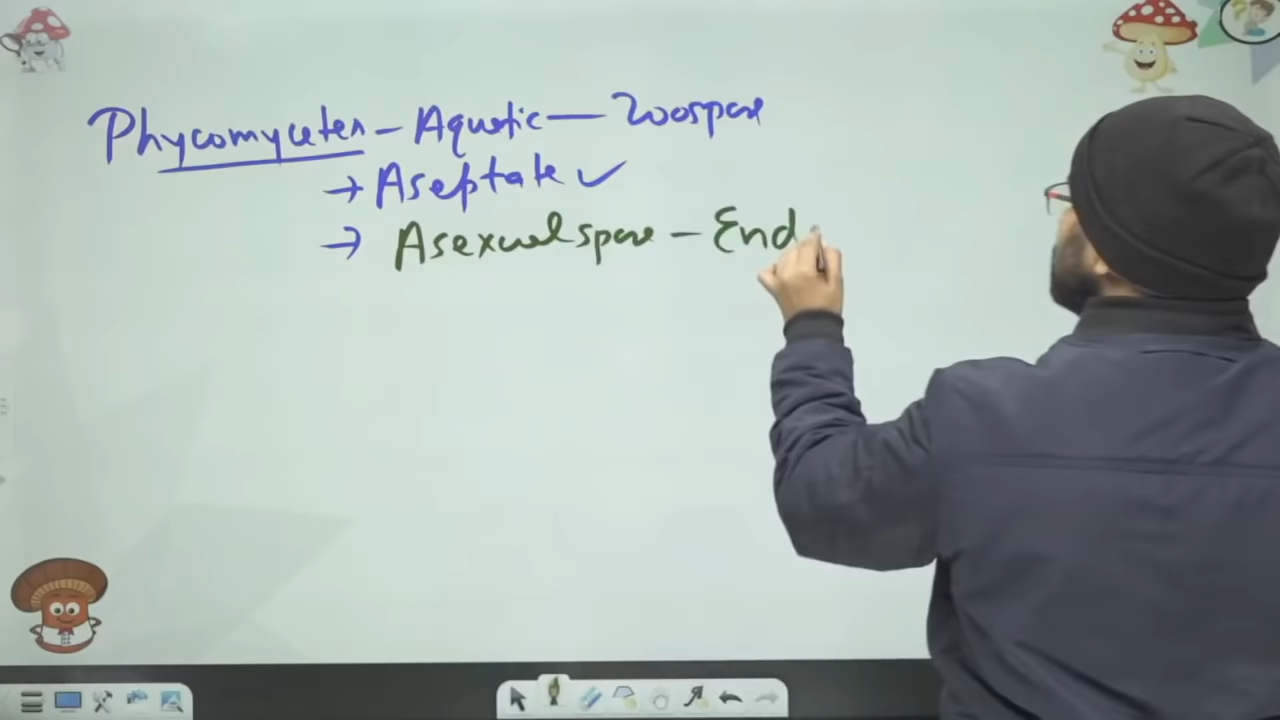 Phycomycetes - Aquatic — Zoospore
→ Aseptate ✓
→ Asexual spore - End